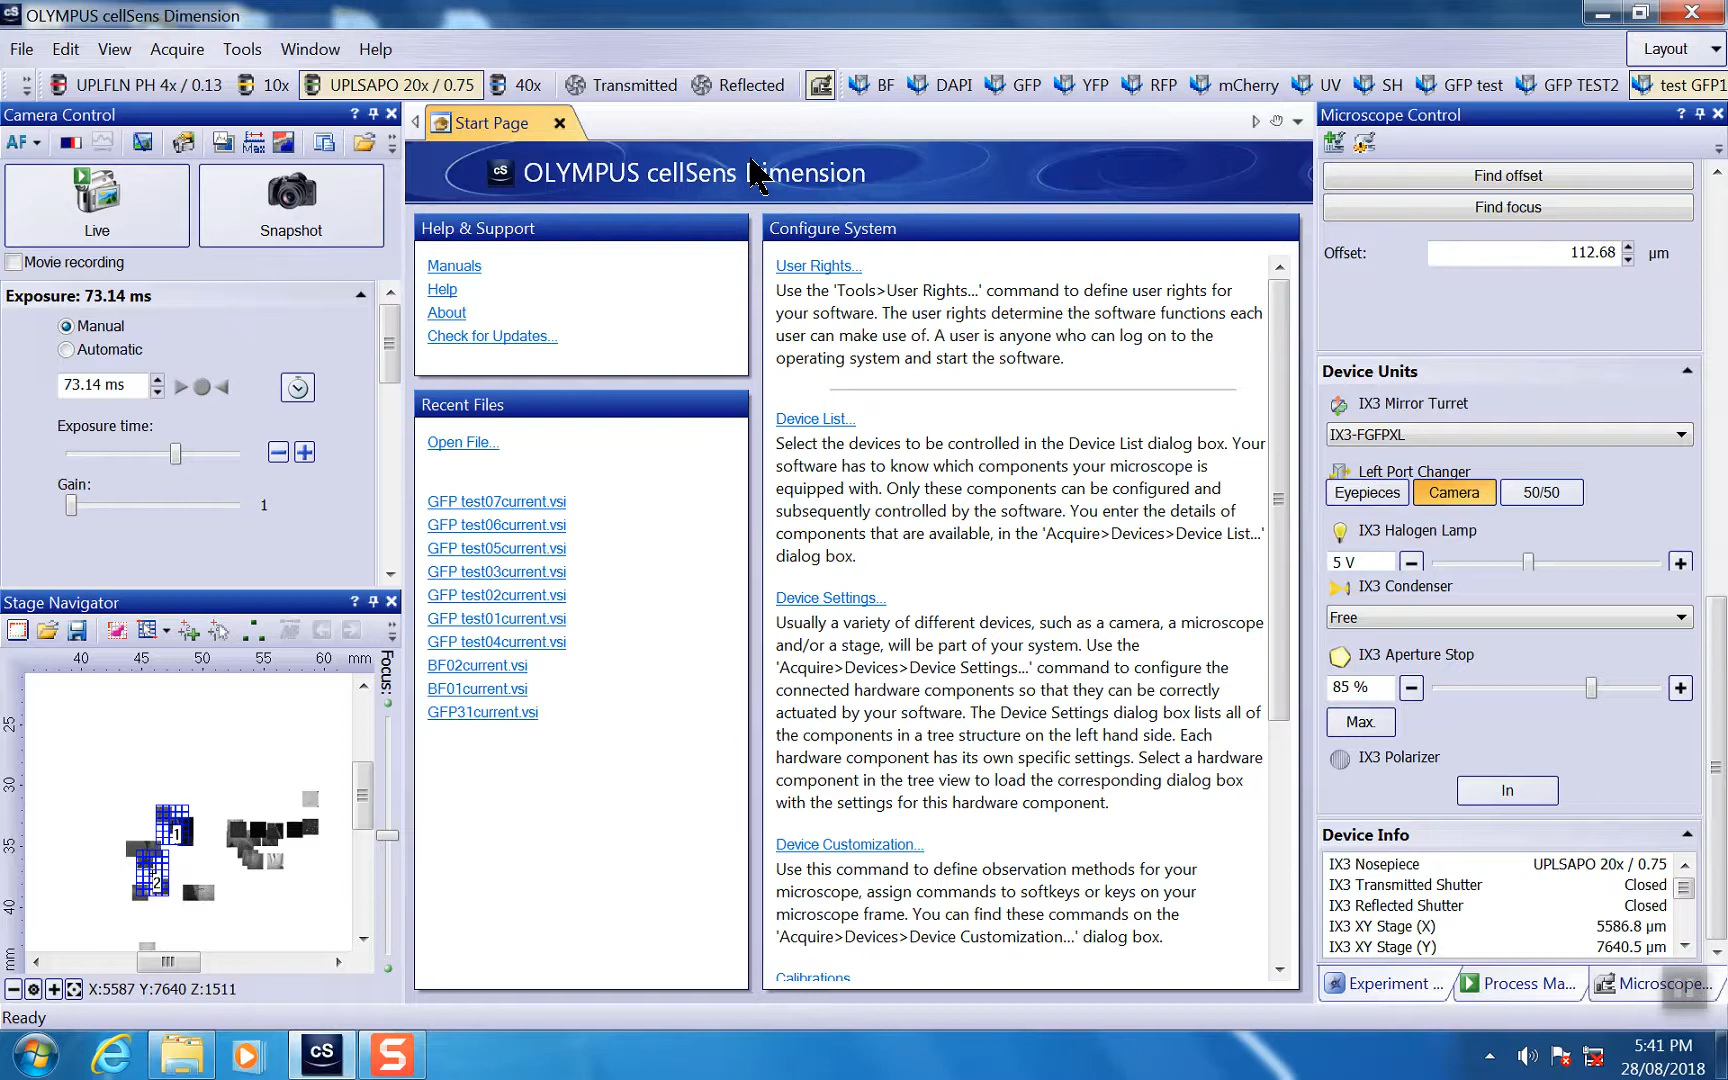 OLYMPUS cellSens Dimension
File Edit View Acquire Tools Window Help
Layout
UPLFLN PH 4x / 0.13 10x UPLSAPO 20x / 0.75 40x Transmitted Reflected BF DAPI GFP YFP RFP mCherry UV SH GFP test GFP TEST2 test GFP1
Camera Control
AF
Max
Live
Snapshot
Movie recording
Exposure: 73.14 ms
Manual
Automatic
73.14 ms
Exposure time:
Gain:
1
Stage Navigator
40 45 50 55 60 mm
Focus:
25
30
35
40
mm
1
2
X:5587 Y:7640 Z:1511
Ready
Start Page
cS OLYMPUS cellSens Dimension
Help & Support
Manuals
Help
About
Check for Updates...
Recent Files
Open File...
GFP test07current.vsi
GFP test06current.vsi
GFP test05current.vsi
GFP test03current.vsi
GFP test02current.vsi
GFP test01current.vsi
GFP test04current.vsi
BF02current.vsi
BF01current.vsi
GFP31current.vsi
Configure System
User Rights...
Use the 'Tools>User Rights...' command to define user rights for
your software. The user rights determine the software functions each
user can make use of. A user is anyone who can log on to the
operating system and start the software.
Device List...
Select the devices to be controlled in the Device List dialog box. Your
software has to know which components your microscope is
equipped with. Only these components can be configured and
subsequently controlled by the software. You enter the details of
components that are available, in the 'Acquire>Devices>Device List...'
dialog box.
Device Settings...
Usually a variety of different devices, such as a camera, a microscope
and/or a stage, will be part of your system. Use the
'Acquire>Devices>Device Settings...' command to configure the
connected hardware components so that they can be correctly
actuated by your software. The Device Settings dialog box lists all of
the components in a tree structure on the left hand side. Each
hardware component has its own specific settings. Select a hardware
component in the tree view to load the corresponding dialog box
with the settings for this hardware component.
Device Customization...
Use this command to define observation methods for your
microscope, assign commands to softkeys or keys on your
microscope frame. You can find these commands on the
'Acquire>Devices>Device Customization...' dialog box.
Calibrations
Microscope Control
Find offset
Find focus
Offset: 112.68 µm
Device Units
IX3 Mirror Turret
IX3-FGFPXL
Left Port Changer
Eyepieces Camera 50/50
IX3 Halogen Lamp
5 V
IX3 Condenser
Free
IX3 Aperture Stop
85 %
Max.
IX3 Polarizer
In
Device Info
IX3 Nosepiece UPLSAPO 20x / 0.75
IX3 Transmitted Shutter Closed
IX3 Reflected Shutter Closed
IX3 XY Stage (X) 5586.8 µm
IX3 XY Stage (Y) 7640.5 µm
Experiment ... Process Ma... Microscope...
cS
S
5:41 PM
28/08/2018